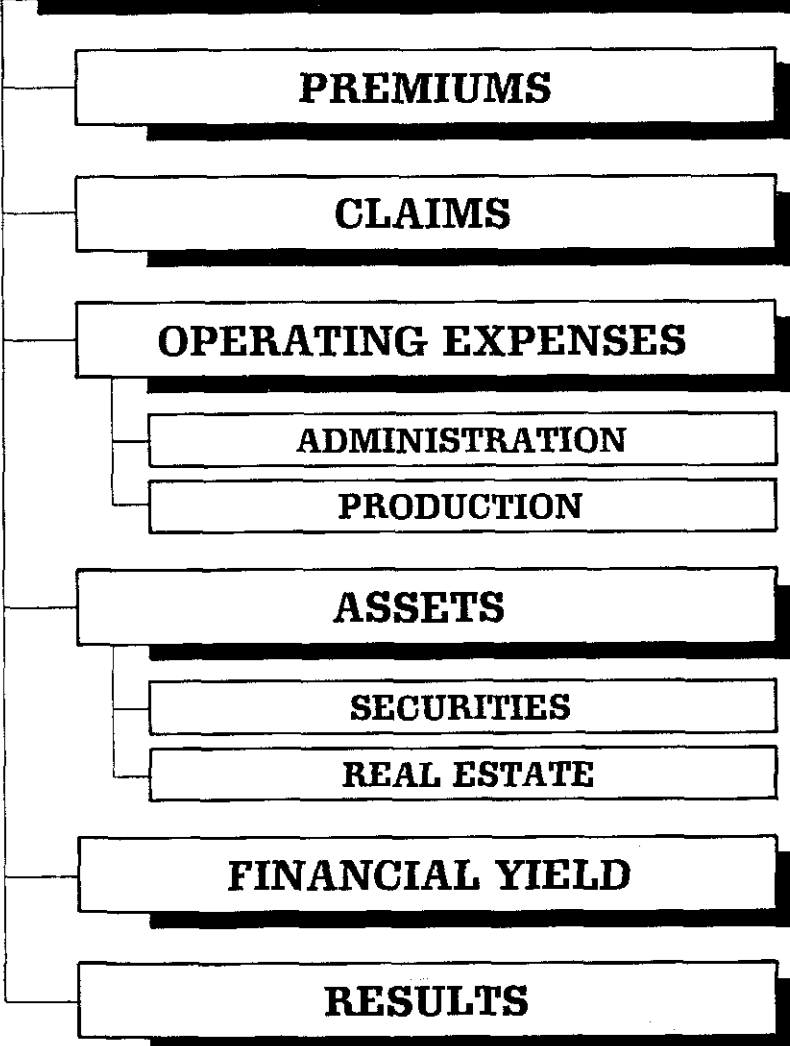 PREMIUMS
CLAIMS
OPERATING EXPENSES
ADMINISTRATION
PRODUCTION
ASSETS
SECURITIES
REAL ESTATE
FINANCIAL YIELD
RESULTS